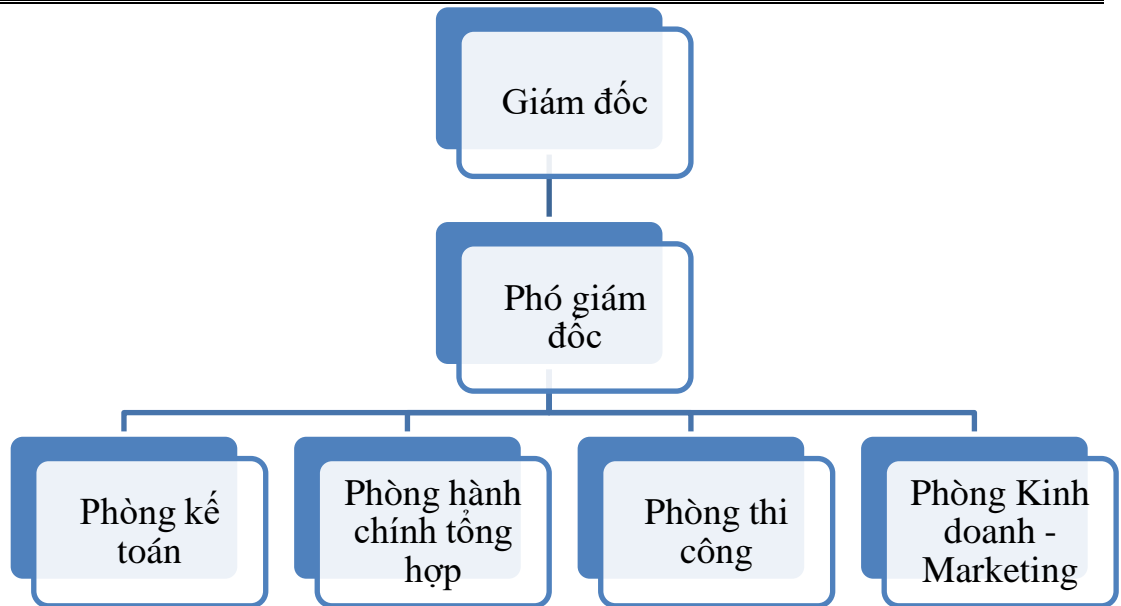 Giám đốc
Phó giám
đốc
Phòng kế
toán
Phòng hành
chính tổng
hợp
Phòng thi
công
Phòng Kinh
doanh -
Marketing